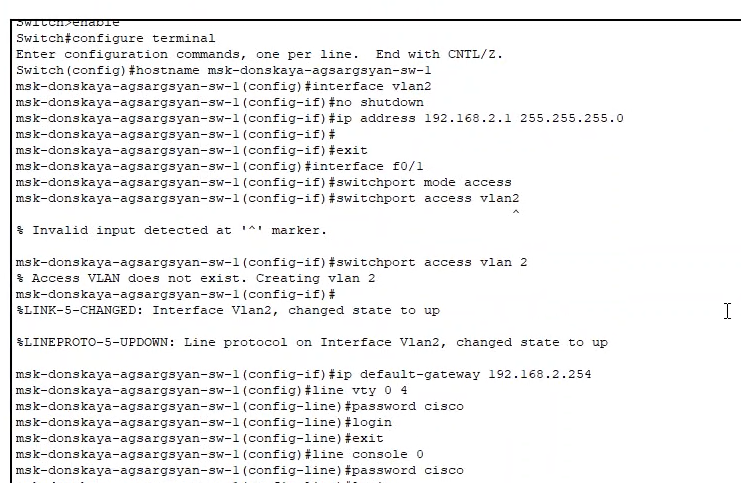 Switch>enable
Switch#configure terminal
Enter configuration commands, one per line.  End with CNTL/Z.
Switch(config)#hostname msk-donskaya-agsargsyan-sw-1
msk-donskaya-agsargsyan-sw-1(config)#interface vlan2
msk-donskaya-agsargsyan-sw-1(config-if)#no shutdown
msk-donskaya-agsargsyan-sw-1(config-if)#ip address 192.168.2.1 255.255.255.0
msk-donskaya-agsargsyan-sw-1(config-if)#
msk-donskaya-agsargsyan-sw-1(config-if)#exit
msk-donskaya-agsargsyan-sw-1(config)#interface f0/1
msk-donskaya-agsargsyan-sw-1(config-if)#switchport mode access
msk-donskaya-agsargsyan-sw-1(config-if)#switchport access vlan2
^
% Invalid input detected at '^' marker.
msk-donskaya-agsargsyan-sw-1(config-if)#switchport access vlan 2
% Access VLAN does not exist. Creating vlan 2
msk-donskaya-agsargsyan-sw-1(config-if)#
%LINK-5-CHANGED: Interface Vlan2, changed state to up
%LINEPROTO-5-UPDOWN: Line protocol on Interface Vlan2, changed state to up
msk-donskaya-agsargsyan-sw-1(config-if)#ip default-gateway 192.168.2.254
msk-donskaya-agsargsyan-sw-1(config)#line vty 0 4
msk-donskaya-agsargsyan-sw-1(config-line)#password cisco
msk-donskaya-agsargsyan-sw-1(config-line)#login
msk-donskaya-agsargsyan-sw-1(config-line)#exit
msk-donskaya-agsargsyan-sw-1(config)#line console 0
msk-donskaya-agsargsyan-sw-1(config-line)#password cisco